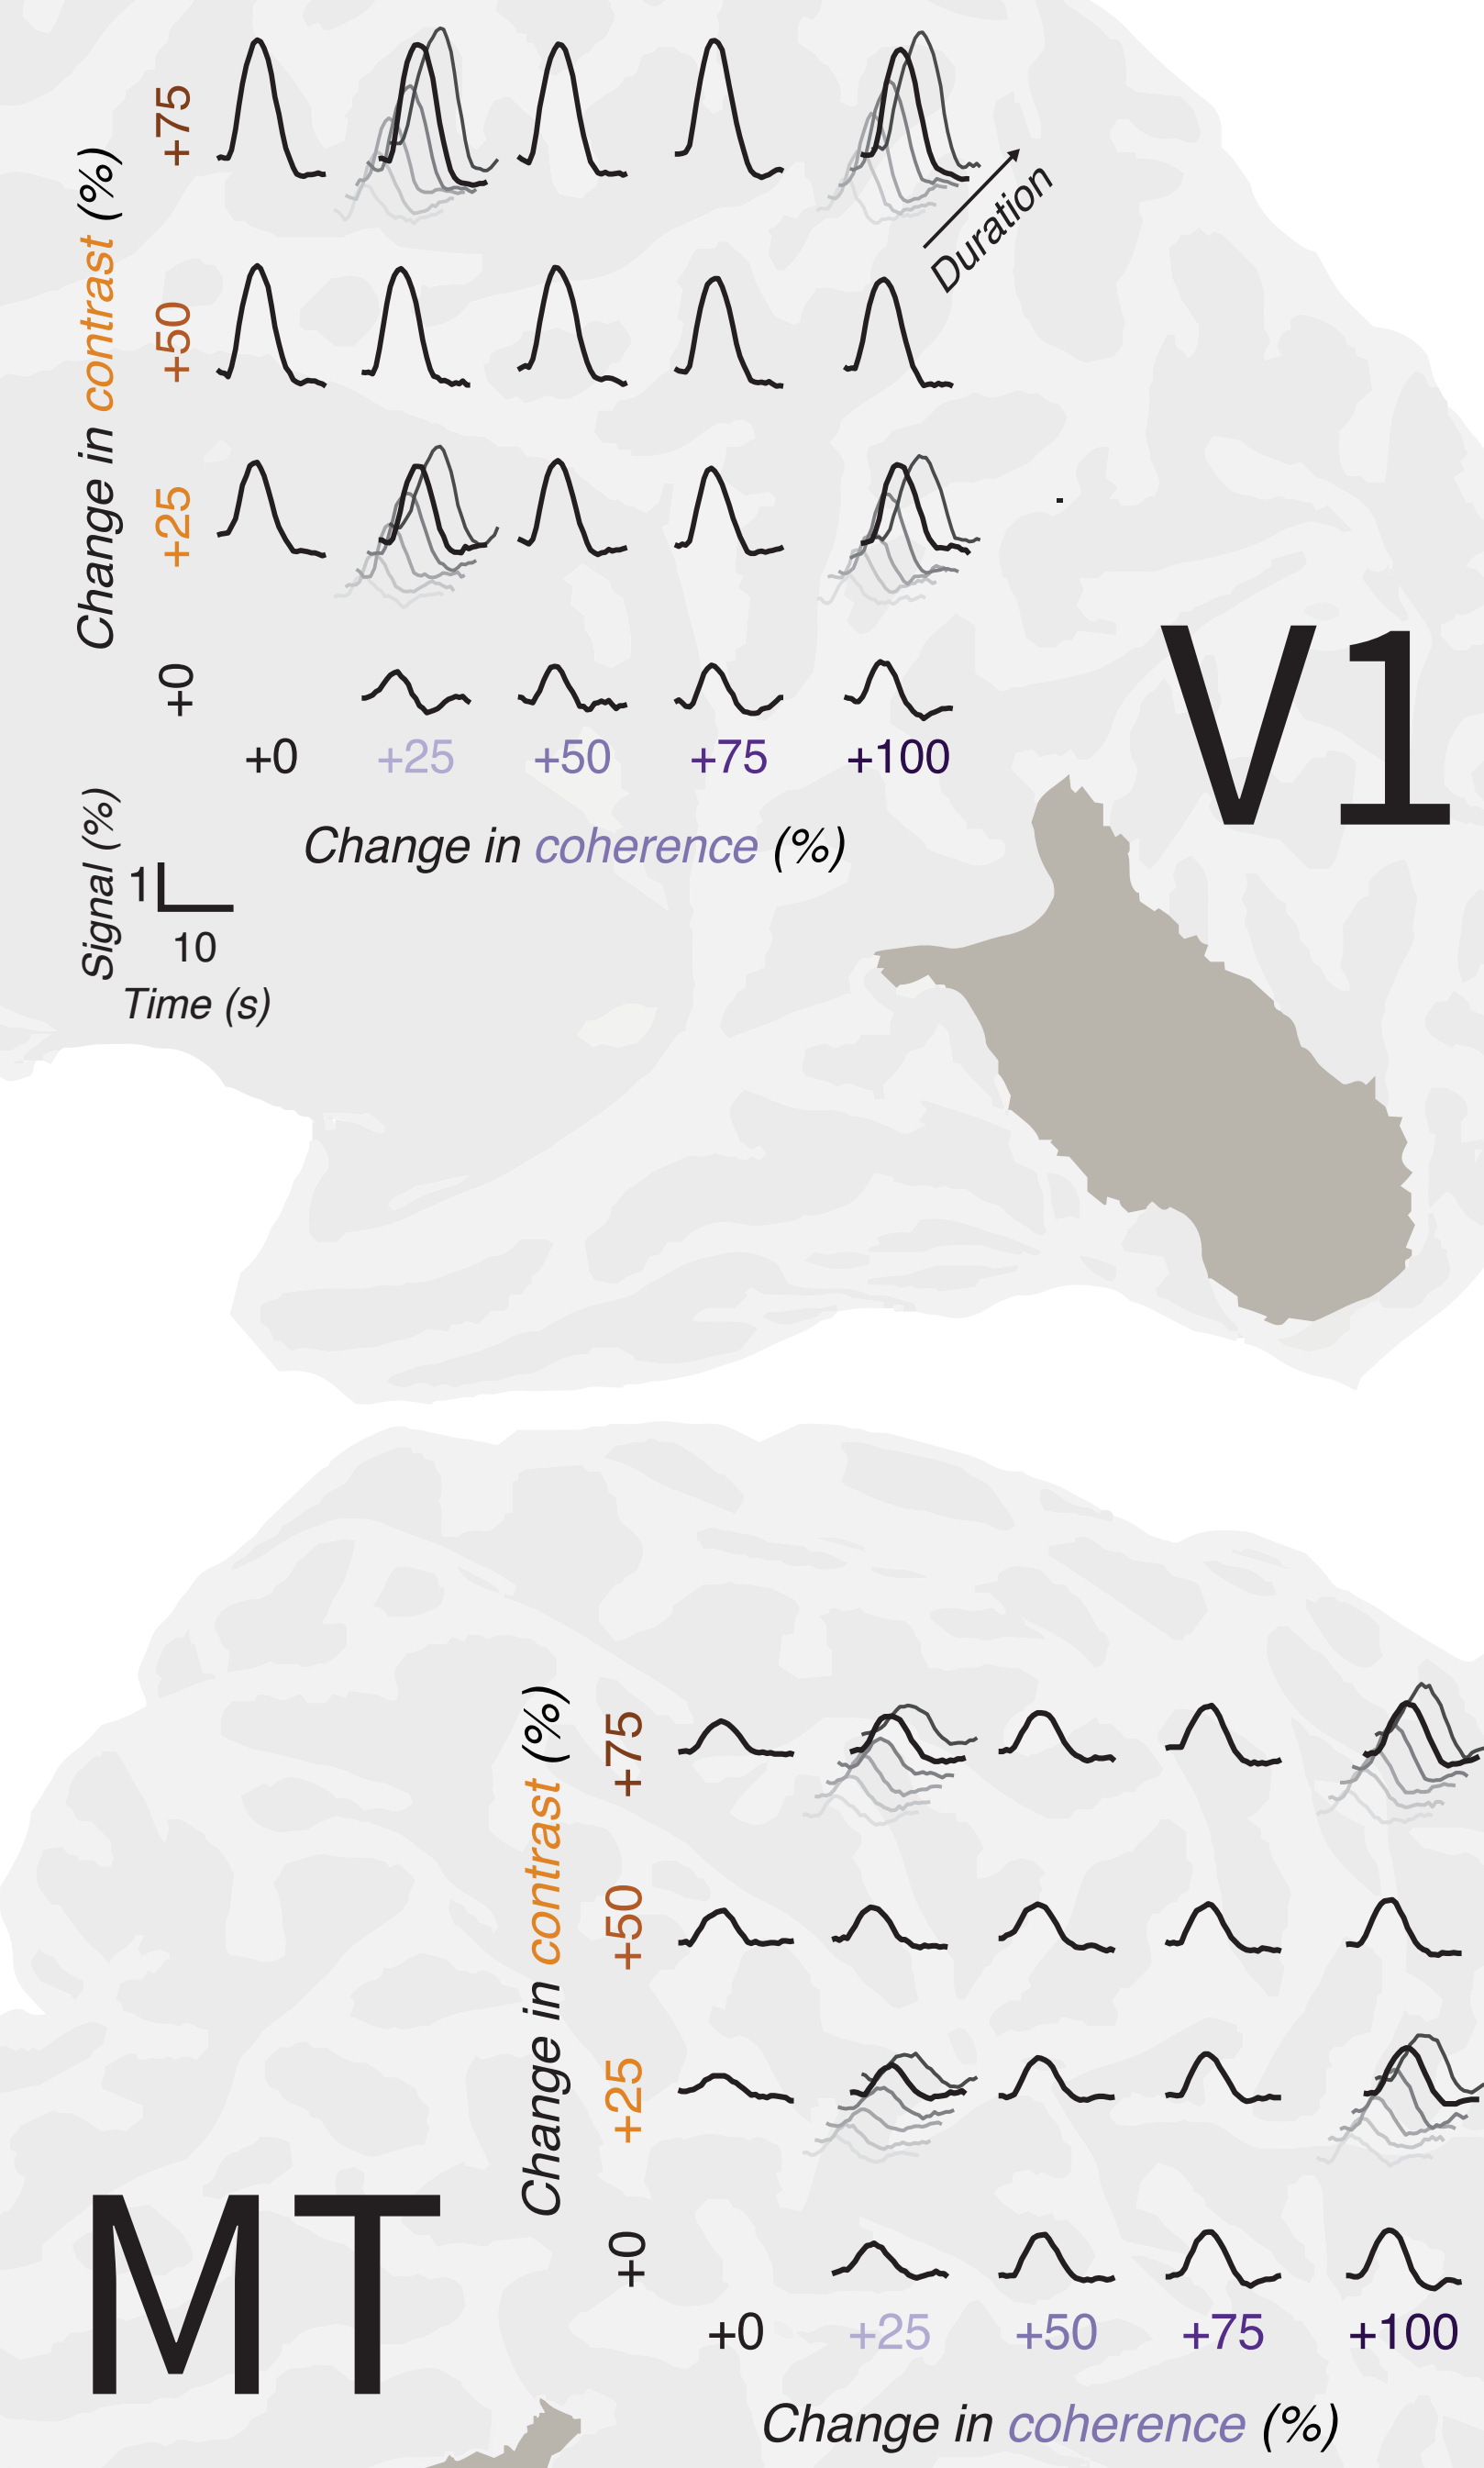 Change in contrast (%)
+75
+50
+25
+0
Duration
+0 +25 +50 +75 +100
Change in coherence (%)
Signal (%)
1
10
Time (s)
V1
Change in contrast (%)
+75
+50
+25
+0
+0 +25 +50 +75 +100
Change in coherence (%)
MT